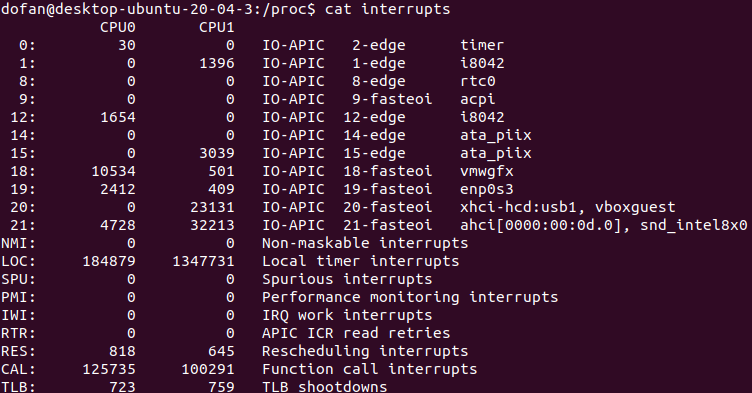 dofan@desktop-ubuntu-20-04-3:/proc$ cat interrupts
CPU0 CPU1
0: 30 0 IO-APIC 2-edge timer
1: 0 1396 IO-APIC 1-edge i8042
8: 0 0 IO-APIC 8-edge rtc0
9: 0 0 IO-APIC 9-fasteoi acpi
12: 1654 0 IO-APIC 12-edge i8042
14: 0 0 IO-APIC 14-edge ata_piix
15: 0 3039 IO-APIC 15-edge ata_piix
18: 10534 501 IO-APIC 18-fasteoi vmwgfx
19: 2412 409 IO-APIC 19-fasteoi enp0s3
20: 0 23131 IO-APIC 20-fasteoi xhci-hcd:usb1, vboxguest
21: 4728 32213 IO-APIC 21-fasteoi ahci[0000:00:0d.0], snd_intel8x0
NMI: 0 0 Non-maskable interrupts
LOC: 184879 1347731 Local timer interrupts
SPU: 0 0 Spurious interrupts
PMI: 0 0 Performance monitoring interrupts
IWI: 0 0 IRQ work interrupts
RTR: 0 0 APIC ICR read retries
RES: 818 645 Rescheduling interrupts
CAL: 125735 100291 Function call interrupts
TLB: 723 759 TLB shootdowns